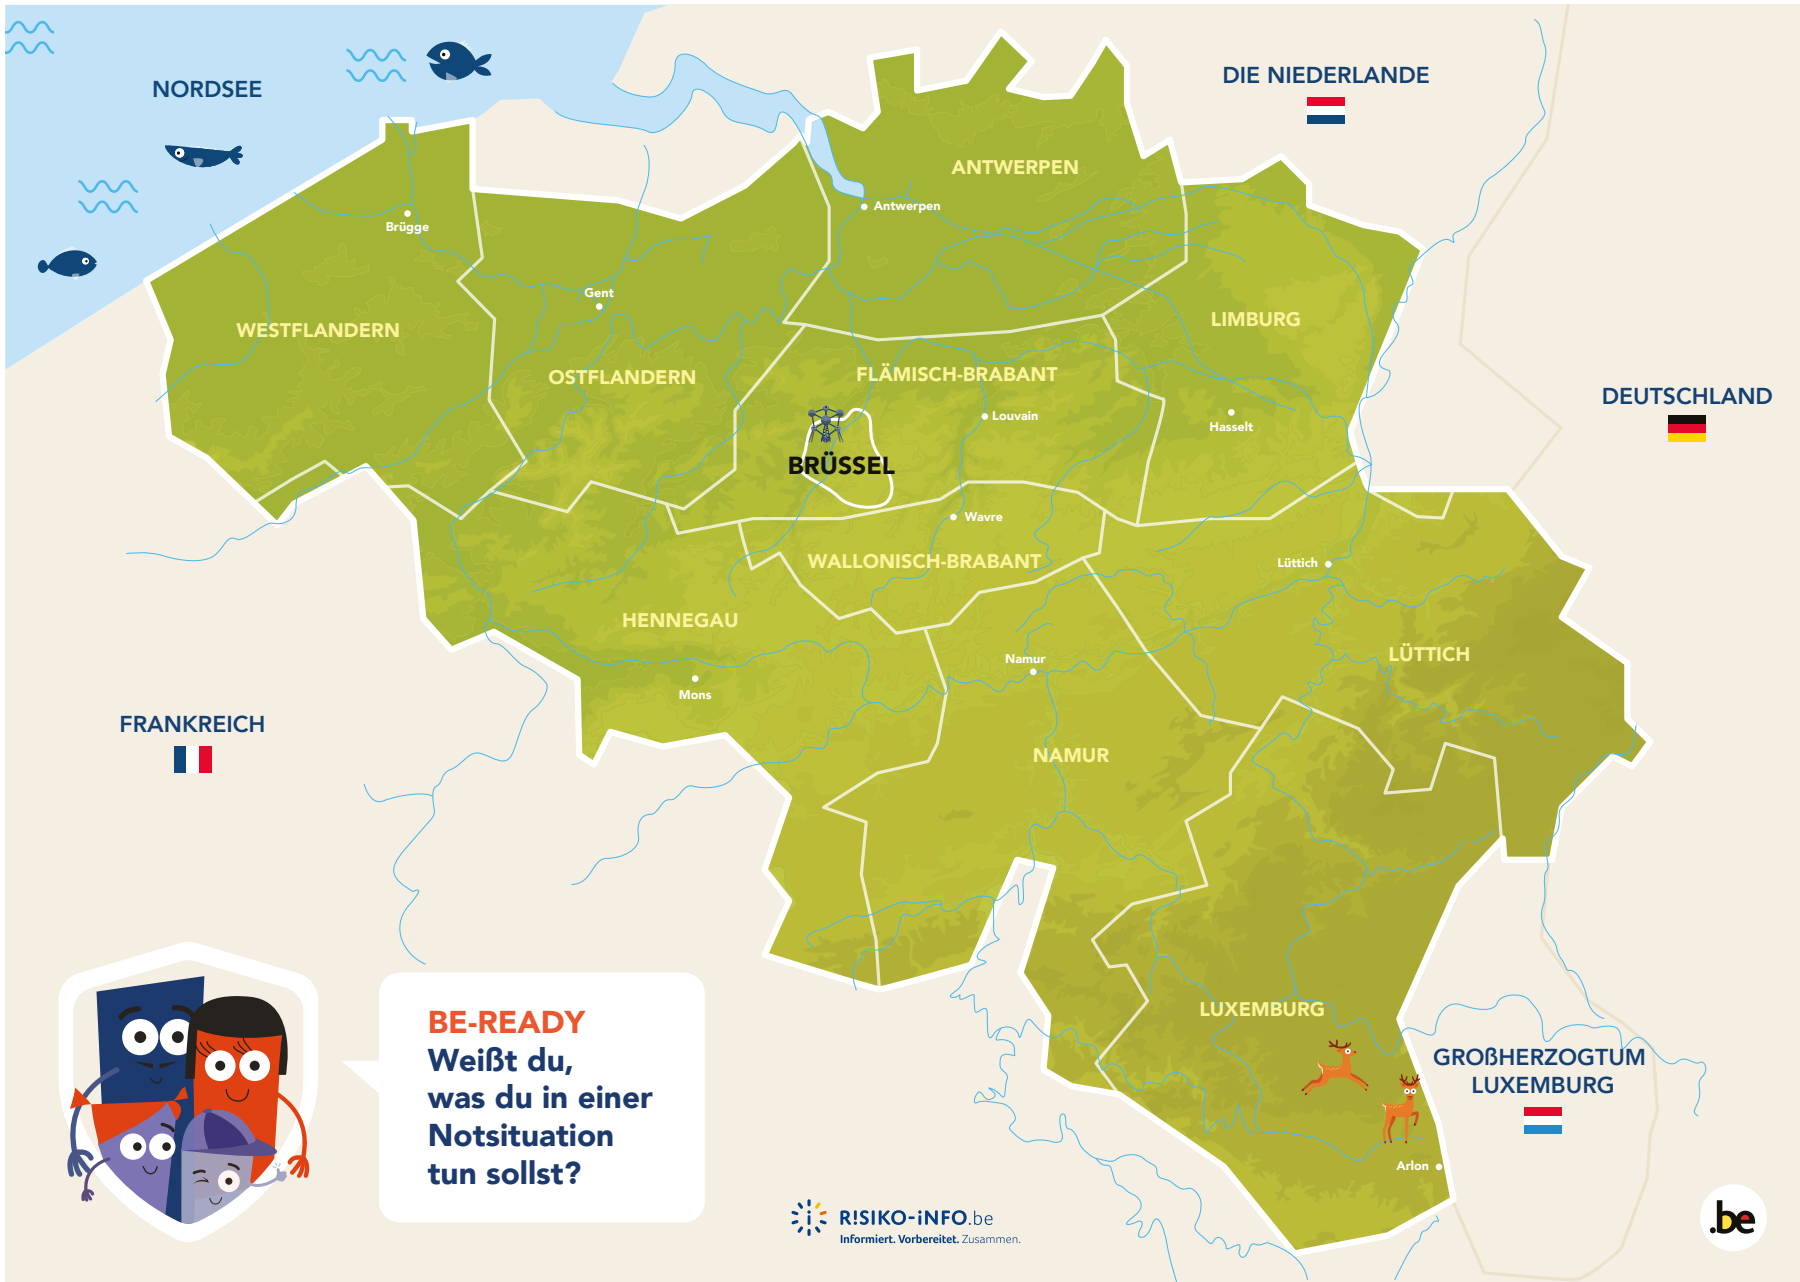 NORDSEE
DIE NIEDERLANDE
ANTWERPEN
Antwerpen
Brügge
Gent
WESTFLANDERN
LIMBURG
OSTFLANDERN
FLÄMISCH-BRABANT
DEUTSCHLAND
Louvain
Hasselt
BRÜSSEL
Wavre
WALLONISCH-BRABANT
Lüttich
HENNEGAU
LÜTTICH
Namur
Mons
FRANKREICH
NAMUR
LUXEMBURG
GROßHERZOGTUM
LUXEMBURG
Arlon
BE-READY
Weißt du,
was du in einer
Notsituation
tun sollst?
R!SIKO-iNFO.be
Informiert. Vorbereitet. Zusammen.
.be